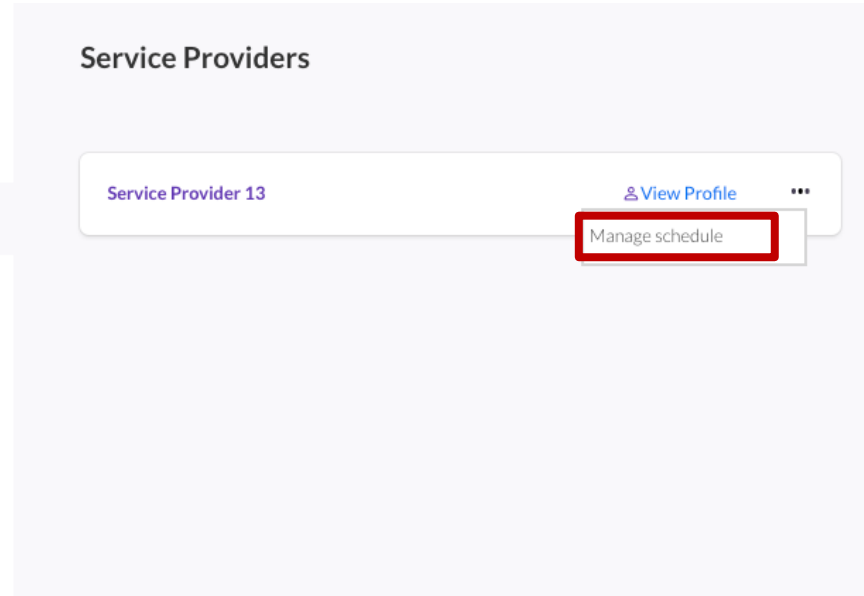 Service Providers
Service Provider 13
View Profile
Manage schedule